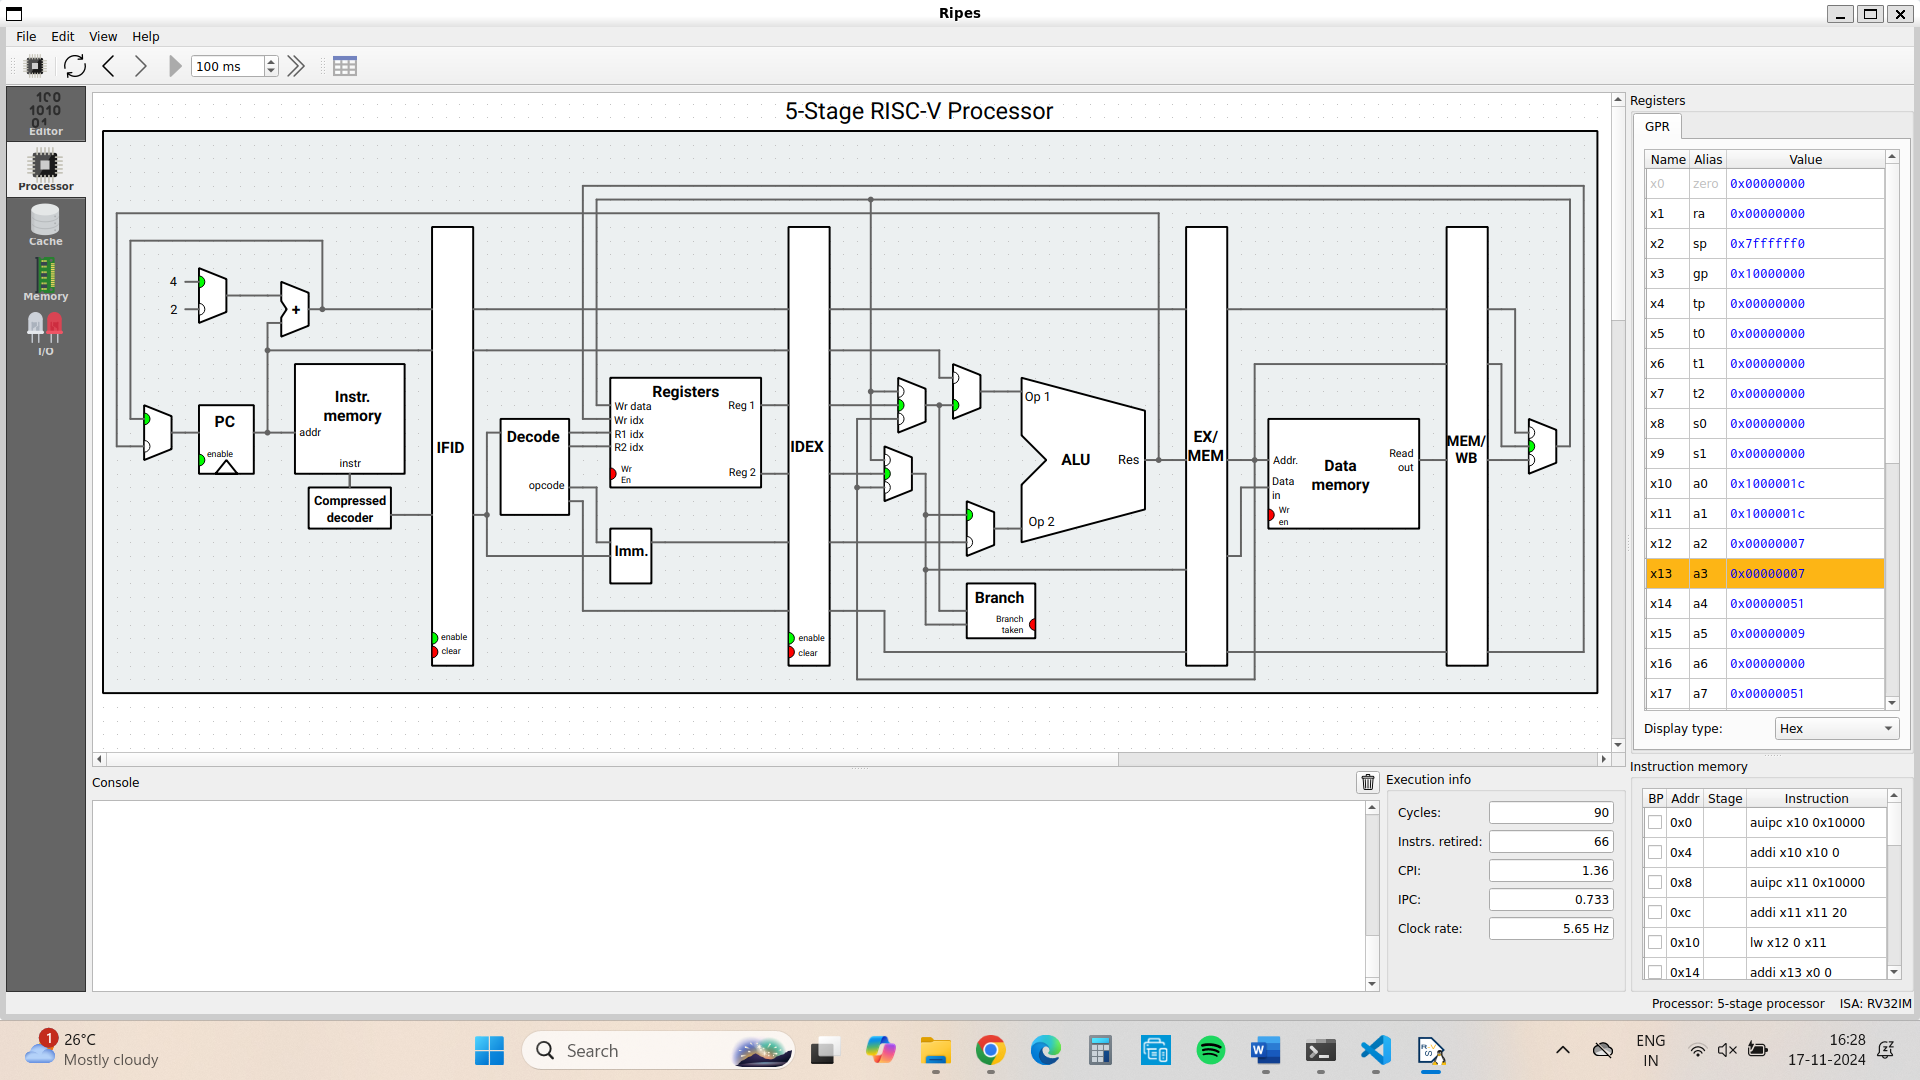 Ripes
File Edit View Help
100 ms
Editor
Processor
Cache
Memory
I/O
5-Stage RISC-V Processor
4
2
+
PC
enable
Instr.
memory
addr
instr
Compressed
decoder
IFID
enable
clear
Decode
opcode
Registers
Wr data
Wr idx
R1 idx
R2 idx
Wr
En
Reg 1
Reg 2
Imm.
IDEX
enable
clear
Op 1
ALU
Res
Op 2
Branch
Branch
taken
EX/
MEM
Addr.
Data
in
Wr
en
Data
memory
Read
out
MEM/
WB
Registers
GPR
Name Alias Value
x0 zero 0x00000000
x1 ra 0x00000000
x2 sp 0x7ffffff0
x3 gp 0x10000000
x4 tp 0x00000000
x5 t0 0x00000000
x6 t1 0x00000000
x7 t2 0x00000000
x8 s0 0x00000000
x9 s1 0x00000000
x10 a0 0x1000001c
x11 a1 0x1000001c
x12 a2 0x00000007
x13 a3 0x00000007
x14 a4 0x00000051
x15 a5 0x00000009
x16 a6 0x00000000
x17 a7 0x00000051
Display type: Hex
Console
Execution info
Cycles: 90
Instrs. retired: 66
CPI: 1.36
IPC: 0.733
Clock rate: 5.65 Hz
Instruction memory
BP Addr Stage Instruction
0x0 auipc x10 0x10000
0x4 addi x10 x10 0
0x8 auipc x11 0x10000
0xc addi x11 x11 20
0x10 lw x12 0 x11
0x14 addi x13 x0 0
Processor: 5-stage processor ISA: RV32IM
1
26°C
Mostly cloudy
Search
ENG
IN
16:28
17-11-2024